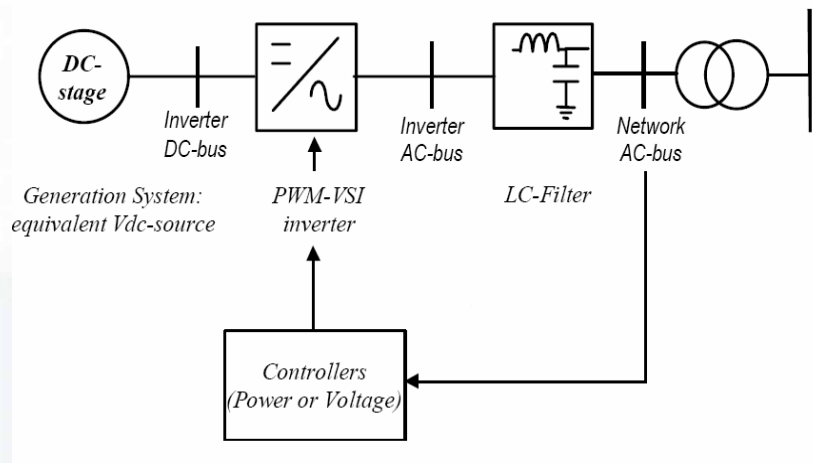 DC-
stage
Inverter
DC-bus
Inverter
AC-bus
Network
AC-bus
Generation System:
equivalent Vdc-source
PWM-VSI
inverter
LC-Filter
Controllers
(Power or Voltage)